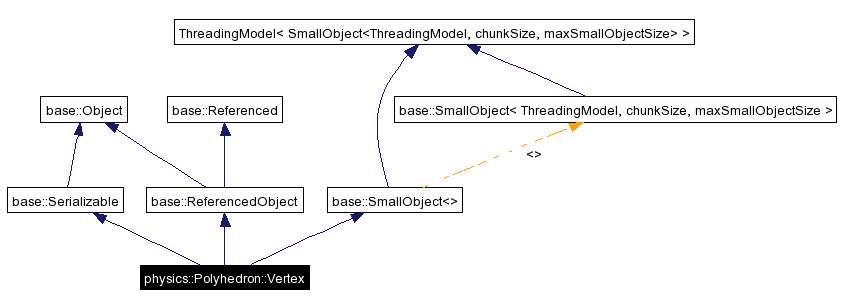 ThreadingModel< SmallObject<ThreadingModel, chunkSize, maxSmallObjectSize> >
base::Object
base::Referenced
base::SmallObject< ThreadingModel, chunkSize, maxSmallObjectSize >
<>
base::Serializable
base::ReferencedObject
base::SmallObject<>
physics::Polyhedron::Vertex